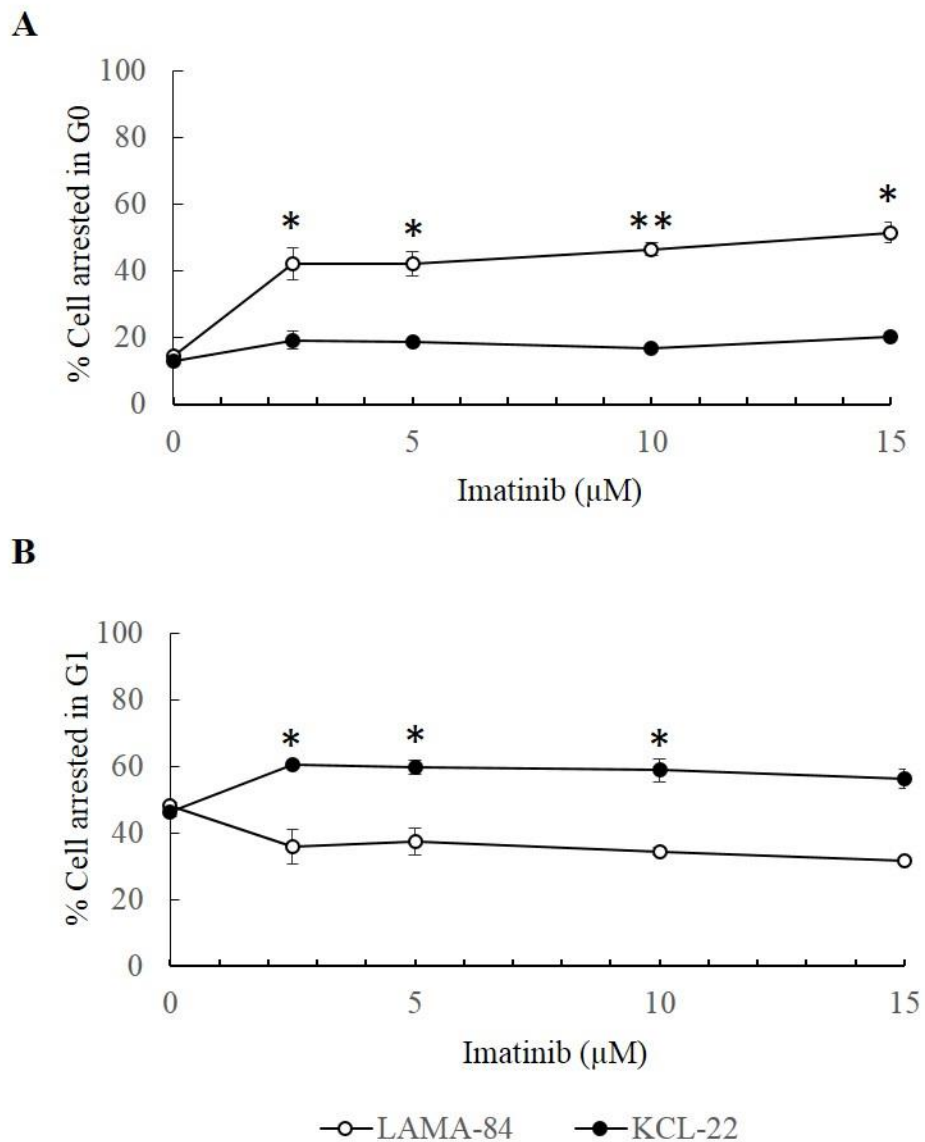 A
% Cell arrested in G0
100
80
60
40
20
0
*
*
**
*
0 5 10 15
Imatinib (μM)
B
% Cell arrested in G1
100
80
60
40
20
0
*
*
*
0 5 10 15
Imatinib (μM)
LAMA-84 KCL-22